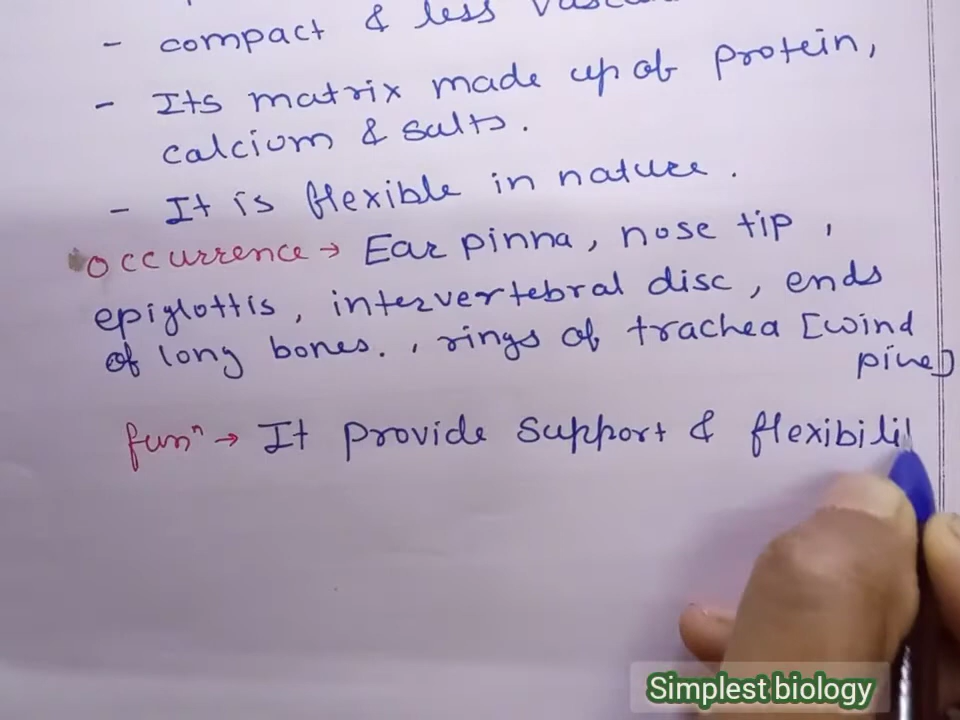 - compact & less
- Its matrix made up of protein,
calcium & salts.
- It is flexible in nature.
occurrence → Ear pinna, nose tip,
epiglottis, intervertebral disc, ends
of long bones., rings of trachea [wind
pipe]
funⁿ → It provide support & flexibili
Simplest biology